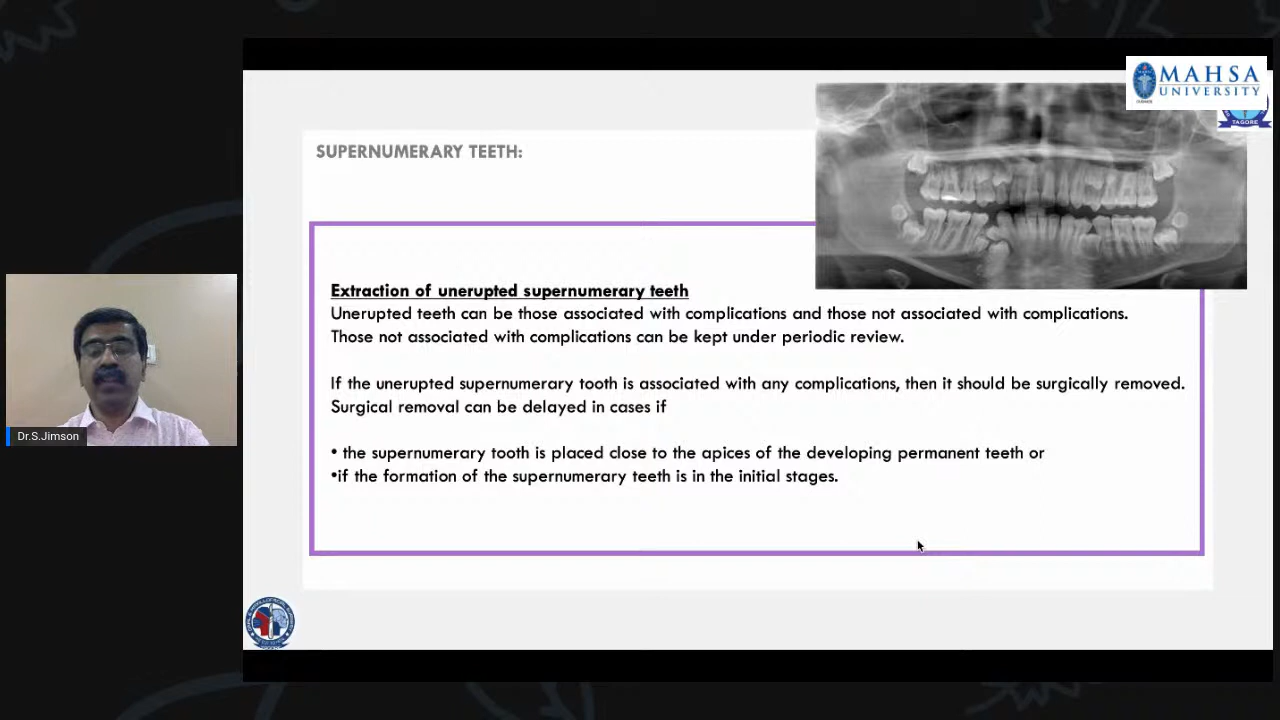 MAHSA
UNIVERSITY
TAGORE
SUPERNUMERARY TEETH:
Extraction of unerupted supernumerary teeth
Unerupted teeth can be those associated with complications and those not associated with complications.
Those not associated with complications can be kept under periodic review.
If the unerupted supernumerary tooth is associated with any complications, then it should be surgically removed.
Surgical removal can be delayed in cases if
• the supernumerary tooth is placed close to the apices of the developing permanent teeth or
•if the formation of the supernumerary teeth is in the initial stages.
Dr.S.Jimson